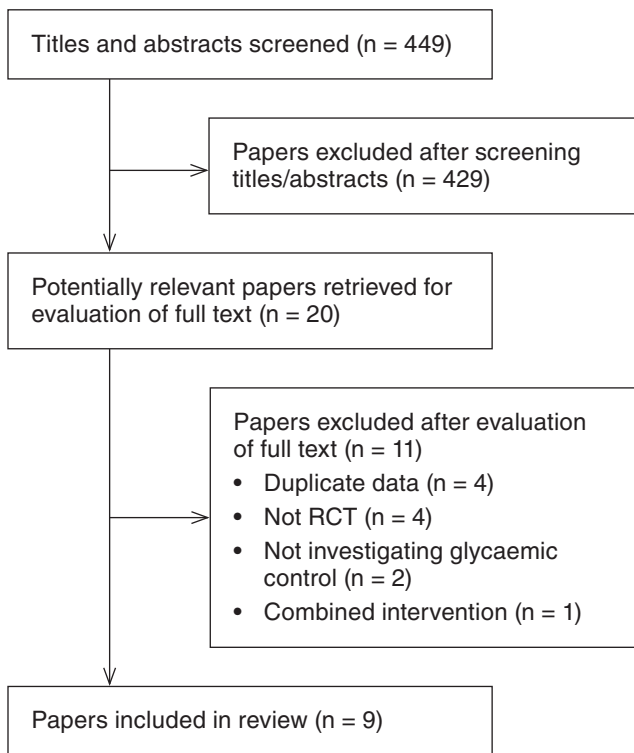 Titles and abstracts screened (n = 449)
Papers excluded after screening
titles/abstracts (n = 429)
Potentially relevant papers retrieved for
evaluation of full text (n = 20)
Papers excluded after evaluation
of full text (n = 11)
• Duplicate data (n = 4)
• Not RCT (n = 4)
• Not investigating glycaemic
control (n = 2)
• Combined intervention (n = 1)
Papers included in review (n = 9)